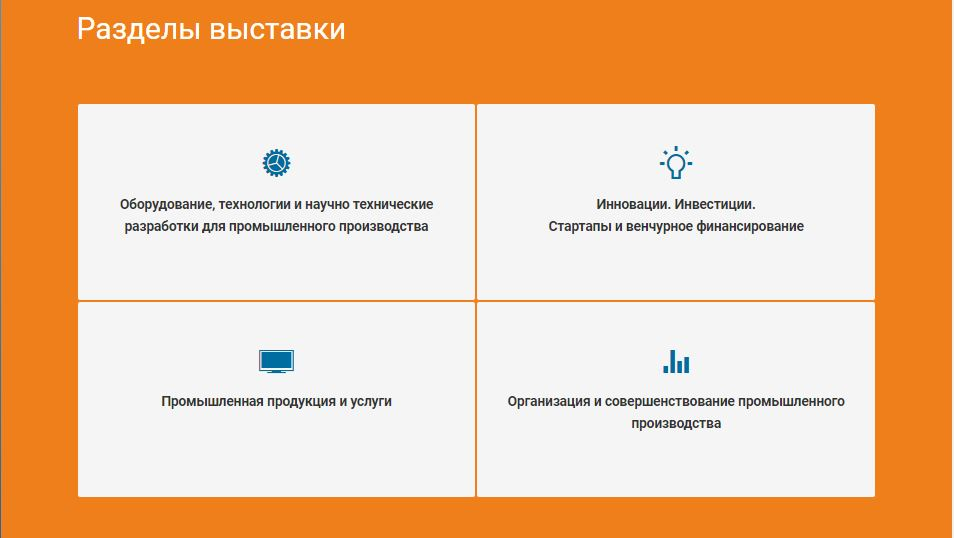 Разделы выставки
Оборудование, технологии и научно технические
разработки для промышленного производства
Инновации. Инвестиции.
Стартапы и венчурное финансирование
Промышленная продукция и услуги
Организация и совершенствование промышленного
производства